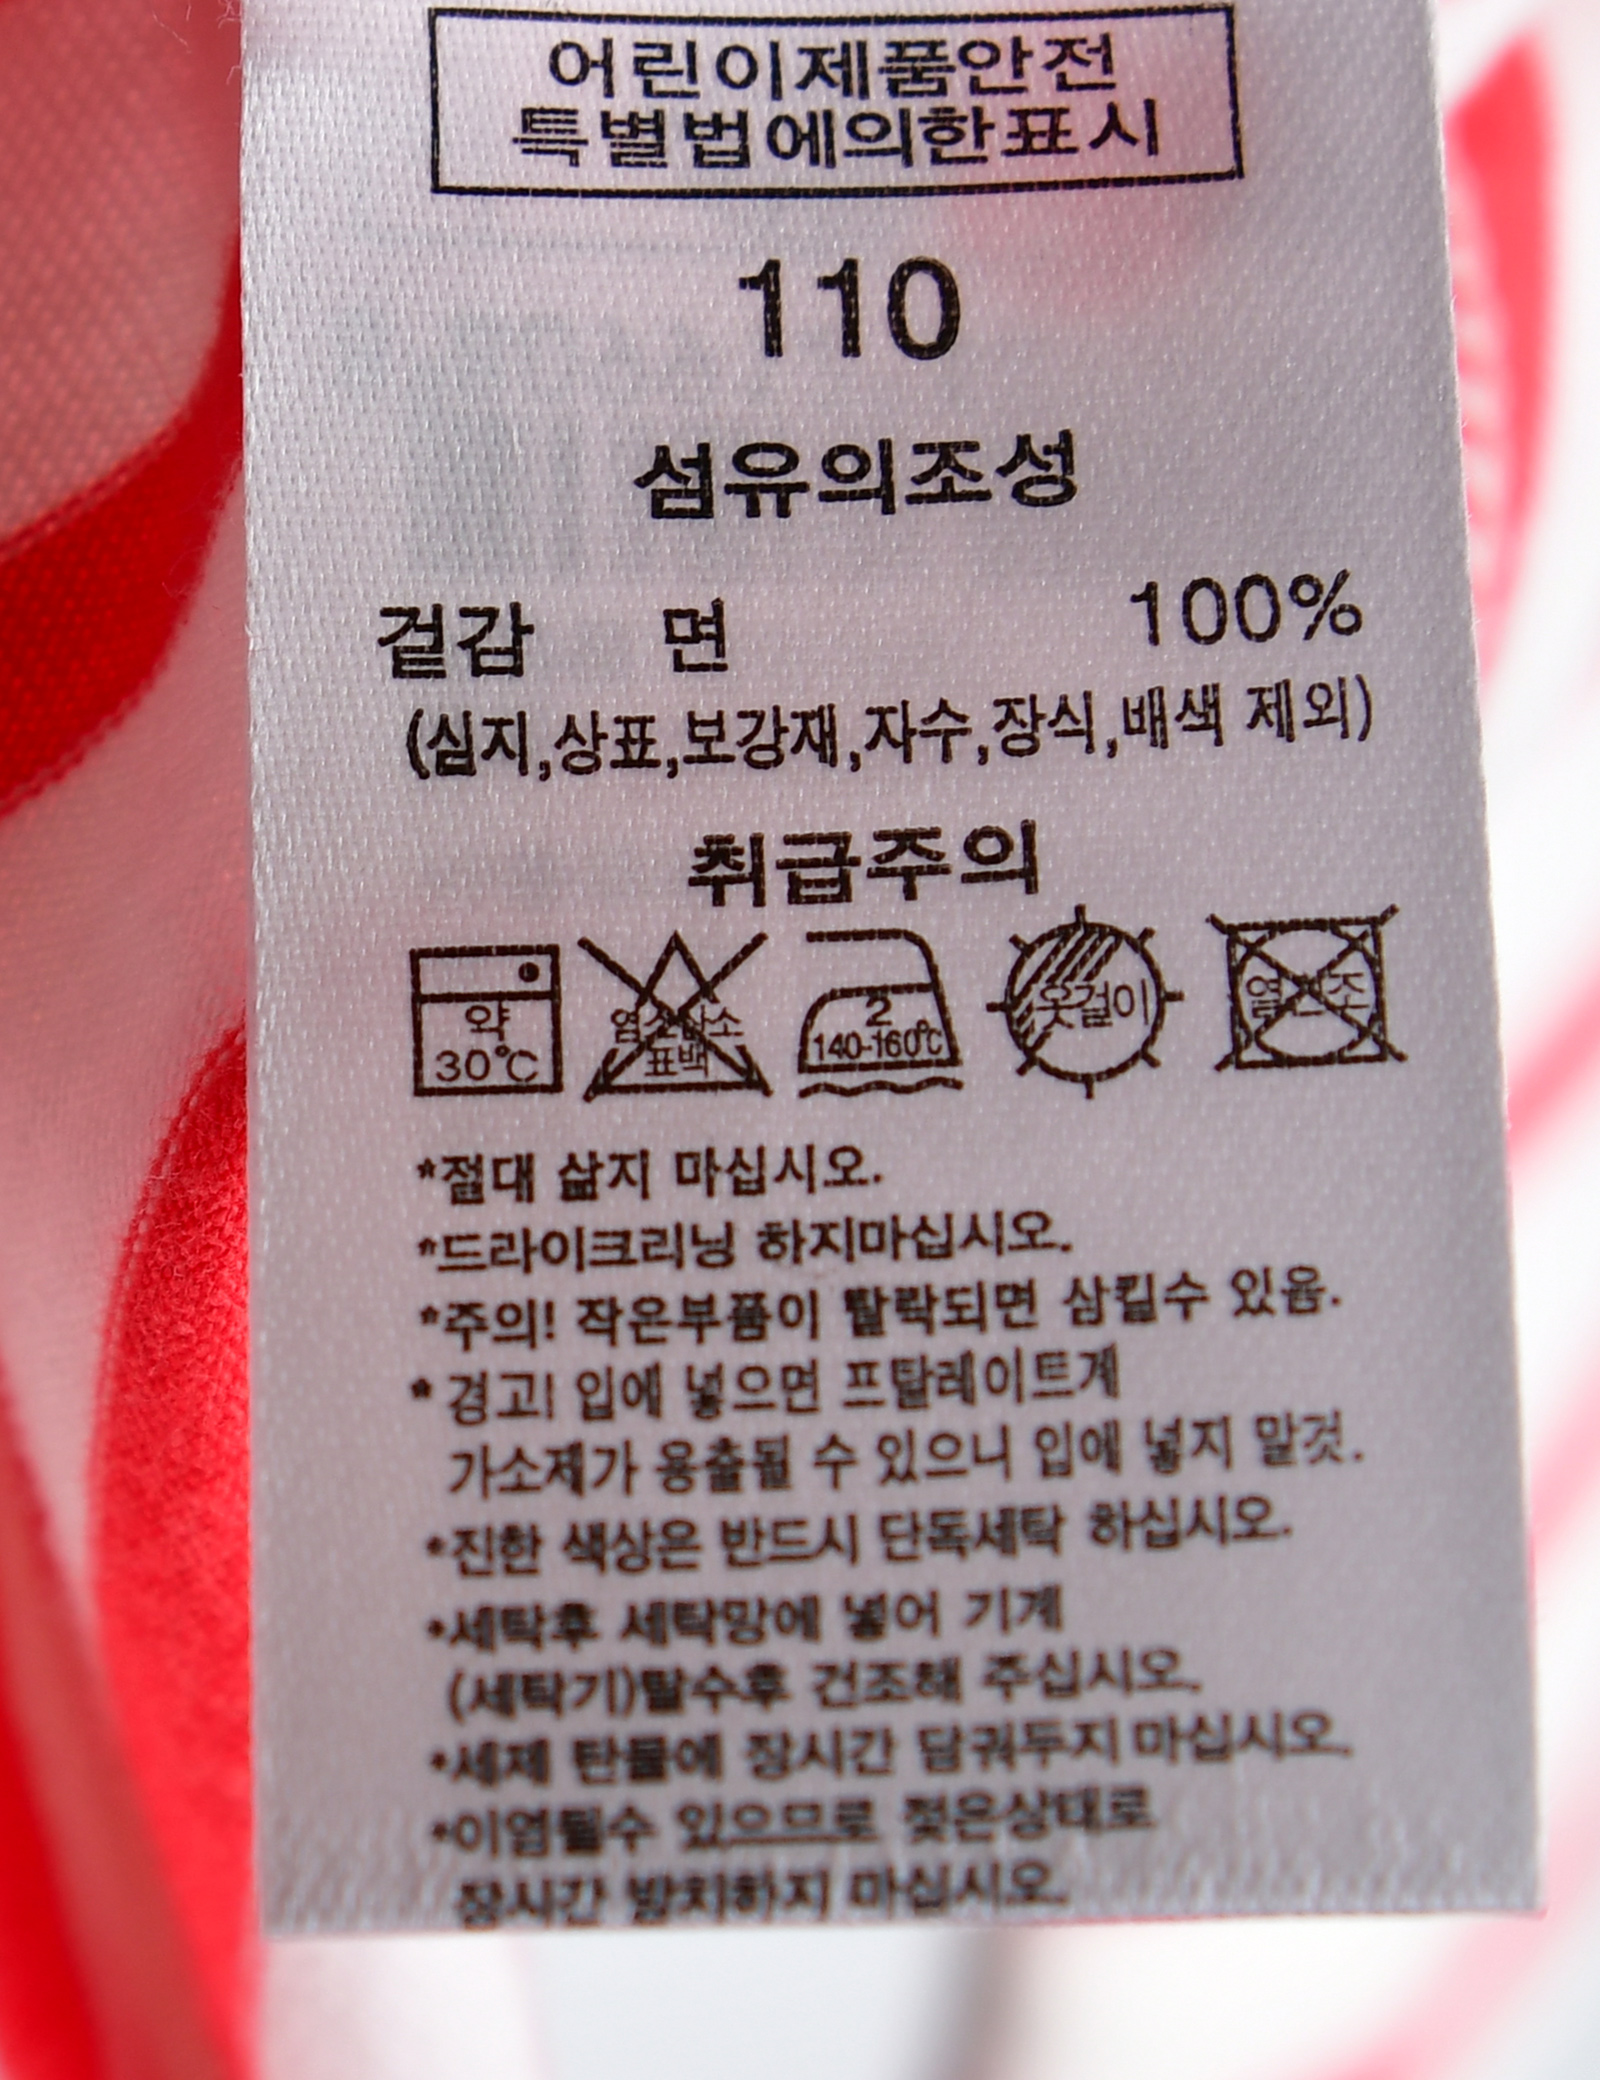 어린이제품안전
특별법에의한표시
110
섬유의조성
겉감 면 100%
(심지,상표,보강재,자수,장식,배색 제외)
취급주의
약
30℃
염소산소
표백
2
140-160℃
옷걸이
열건조
*절대 삶지 마십시오.
*드라이크리닝 하지마십시오.
*주의! 작은부품이 탈락되면 삼킬수 있음.
*경고! 입에 넣으면 프탈레이트계
가소제가 용출될 수 있으니 입에 넣지 말것.
*진한 색상은 반드시 단독세탁 하십시오.
*세탁후 세탁망에 넣어 기계
(세탁기)탈수후 건조해 주십시오.
*세제 탄물에 장시간 담궈두지 마십시오.
*이염될수 있으므로 젖은상태로
장시간 방치하지 마십시오.